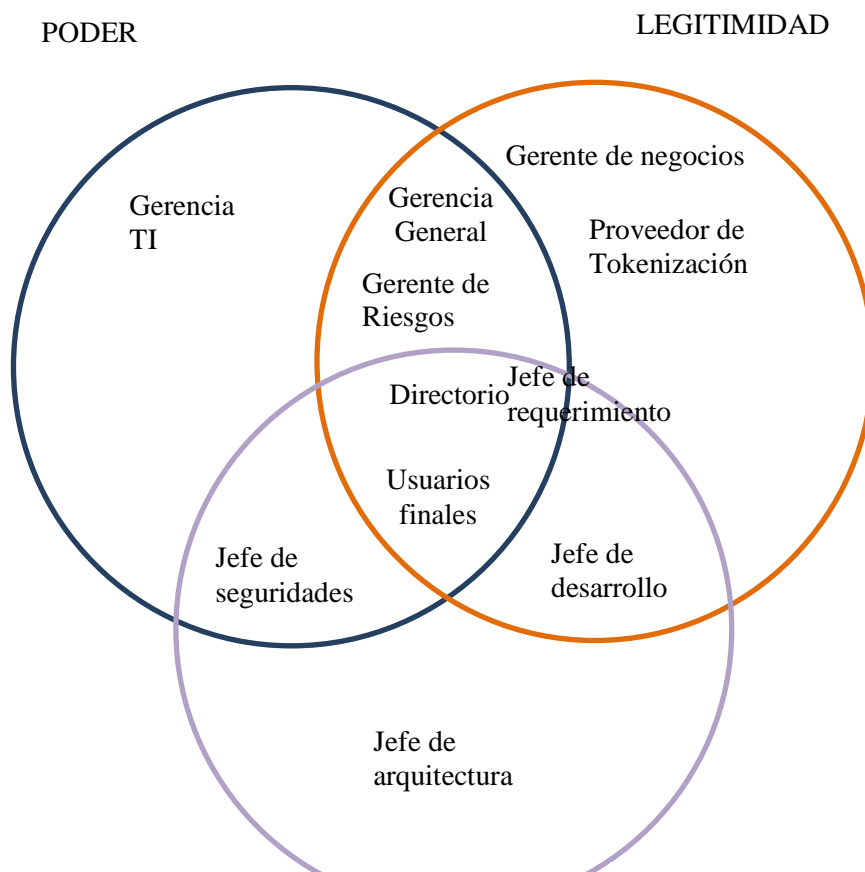 PODER
LEGITIMIDAD
Gerente de negocios
Gerencia
TI
Gerencia
General
Proveedor de
Tokenización
Gerente de
Riesgos
Directorio
Jefe de
requerimiento
Usuarios
finales
Jefe de
seguridades
Jefe de
desarrollo
Jefe de
arquitectura